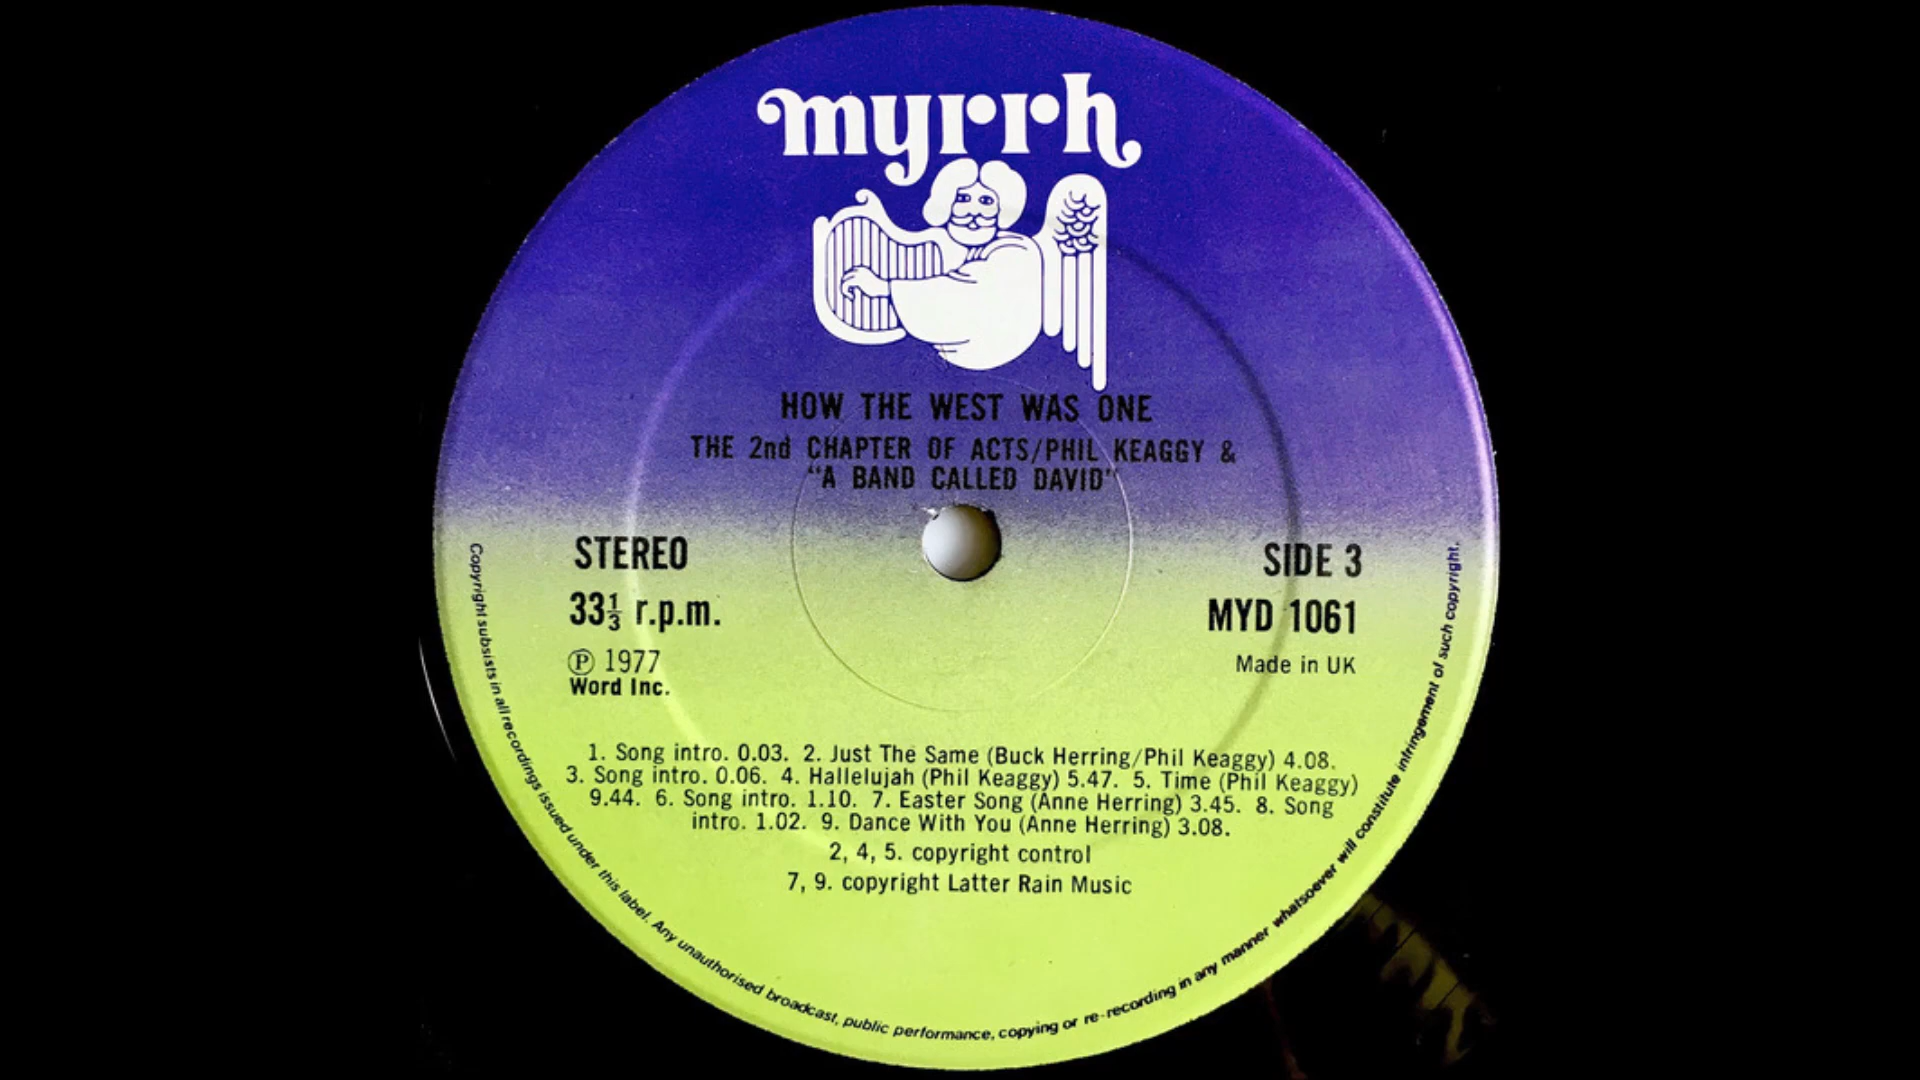 myrrh
HOW THE WEST WAS ONE
THE 2nd CHAPTER OF ACTS/PHIL KEAGGY &
"A BAND CALLED DAVID"
STEREO
SIDE 3
33⅓ r.p.m.
MYD 1061
℗ 1977
Made in UK
Word Inc.
1. Song intro. 0.03. 2. Just The Same (Buck Herring/Phil Keaggy) 4.08.
3. Song intro. 0.06. 4. Hallelujah (Phil Keaggy) 5.47. 5. Time (Phil Keaggy)
9.44. 6. Song intro. 1.10. 7. Easter Song (Anne Herring) 3.45. 8. Song
intro. 1.02. 9. Dance With You (Anne Herring) 3.08.
2, 4, 5. copyright control
7, 9. copyright Latter Rain Music
Copyright subsists in all recordings issued under this label. Any unauthorised broadcast, public performance, copying or re-recording in any manner whatsoever will constitute infringement of such copyright.